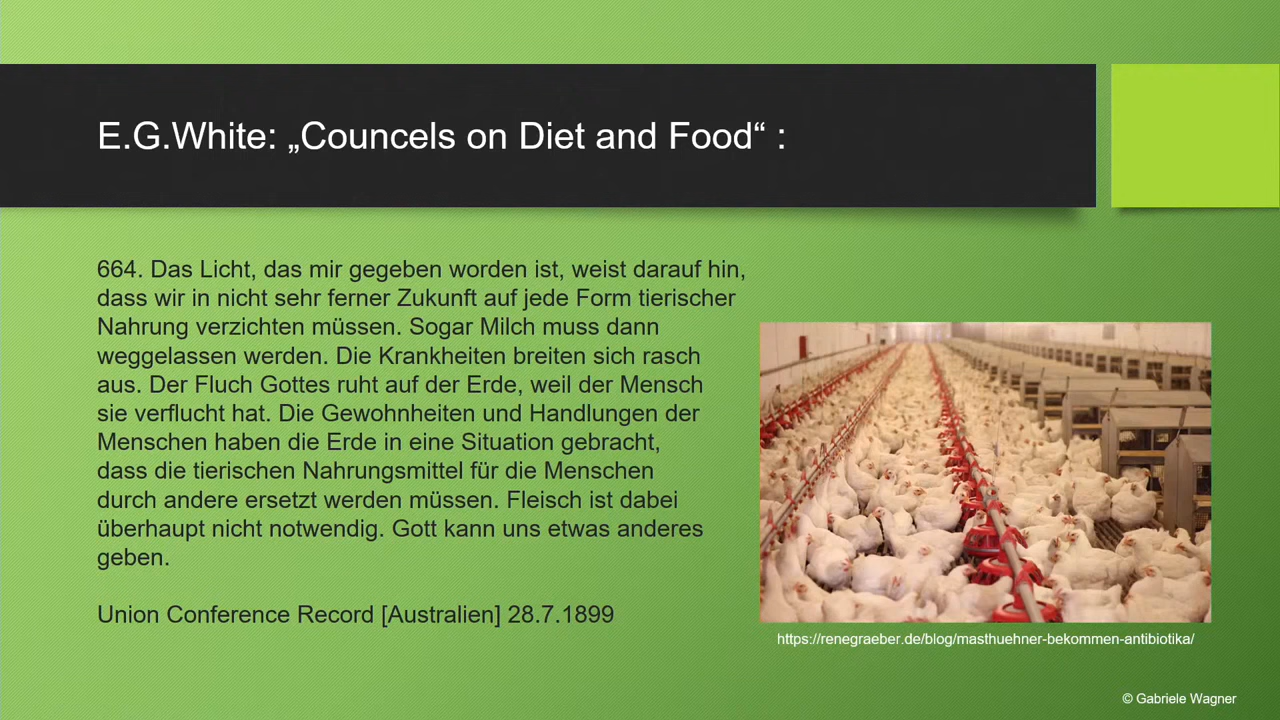 E.G.White: „Councels on Diet and Food“ :
664. Das Licht, das mir gegeben worden ist, weist darauf hin,
dass wir in nicht sehr ferner Zukunft auf jede Form tierischer
Nahrung verzichten müssen. Sogar Milch muss dann
weggelassen werden. Die Krankheiten breiten sich rasch
aus. Der Fluch Gottes ruht auf der Erde, weil der Mensch
sie verflucht hat. Die Gewohnheiten und Handlungen der
Menschen haben die Erde in eine Situation gebracht,
dass die tierischen Nahrungsmittel für die Menschen
durch andere ersetzt werden müssen. Fleisch ist dabei
überhaupt nicht notwendig. Gott kann uns etwas anderes
geben.
Union Conference Record [Australien] 28.7.1899
https://renegraeber.de/blog/masthuehner-bekommen-antibiotika/
© Gabriele Wagner